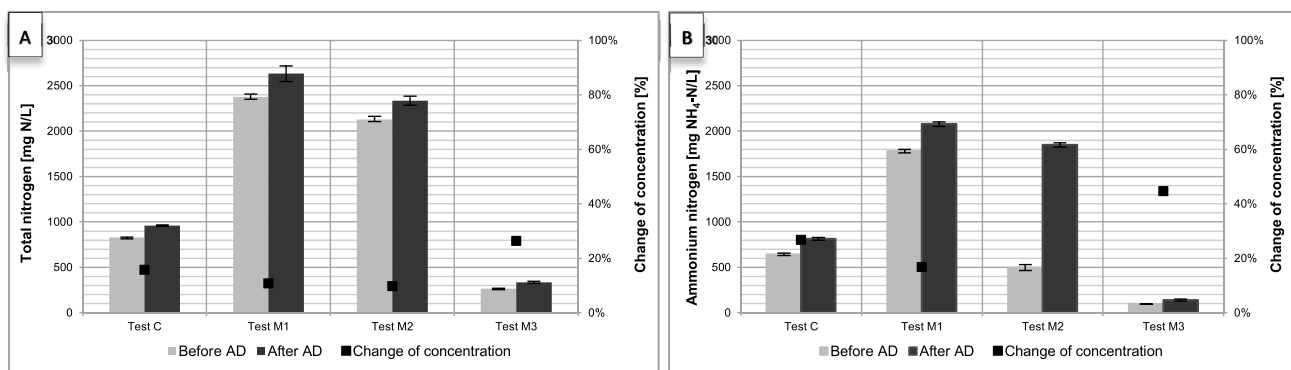 A
3000
2500
2000
1500
1000
500
0
Total nitrogen [mg N/L]
100%
80%
60%
40%
20%
0%
Change of concentration [%]
Test C
Test M1
Test M2
Test M3
Before AD
After AD
Change of concentration
B
3000
2500
2000
1500
1000
500
0
Ammonium nitrogen [mg NH₄-N/L]
100%
80%
60%
40%
20%
0%
Change of concentration [%]
Test C
Test M1
Test M2
Test M3
Before AD
After AD
Change of concentration